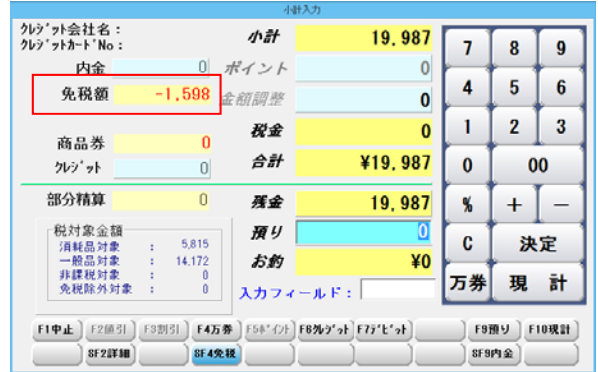 小計入力
クレジット会社名：
クレジットカードNo：
小計 19,987
内金 0 ポイント 0
免税額 -1,598 金額調整 0
税金 0
商品券 0
合計 ¥19,987
クレジット 0
部分精算 0 残金 19,987
税対象金額
消耗品対象 ： 5,815
一般品対象 ： 14,172
非課税対象 ： 0
免税除外対象 ： 0
預り 0
お釣 ¥0
入力フィールド：
7 8 9
4 5 6
1 2 3
0 00
% ＋ －
C 決定
万券 現 計
F1中止 F2値引 F3割引 F4万券 F5ポイント F6クレジット F7デビット F9預り F10現計
SF2詳細 SF4免税 SF9内金